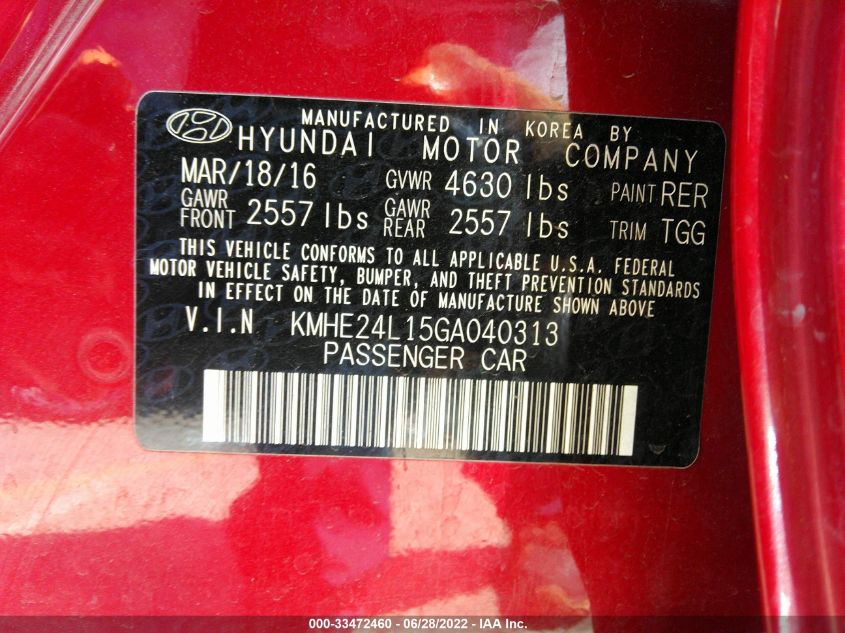 MANUFACTURED IN KOREA BY
HYUNDAI MOTOR COMPANY
MAR/18/16 GVWR 4630 lbs PAINT RER
GAWR FRONT 2557 lbs GAWR REAR 2557 lbs TRIM TGG
THIS VEHICLE CONFORMS TO ALL APPLICABLE U.S.A. FEDERAL
MOTOR VEHICLE SAFETY, BUMPER, AND THEFT PREVENTION STANDARDS
IN EFFECT ON THE DATE OF MANUFACTURE SHOWN ABOVE
V.I.N KMHE24L15GA040313
PASSENGER CAR
000-33472460 - 06/28/2022 - IAA Inc.